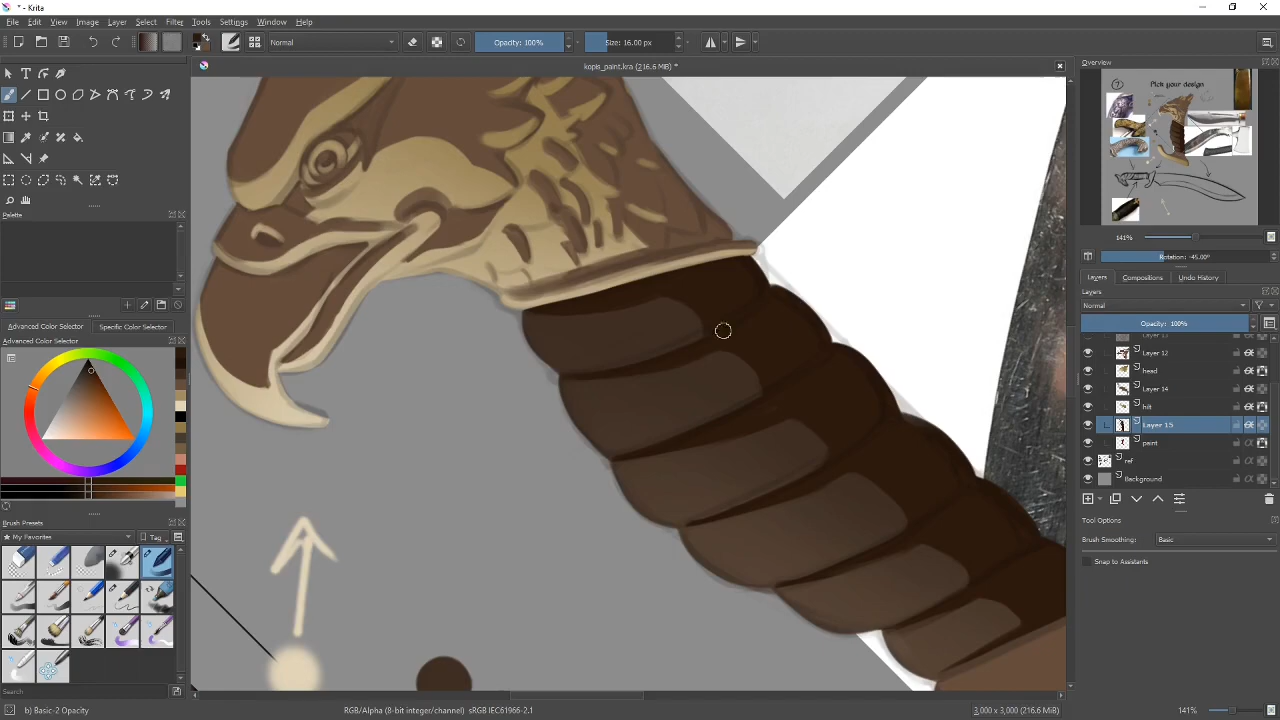 * - Krita
File Edit View Image Layer Select Filter Tools Settings Window Help
Normal
Opacity: 100%
Size: 16.00 px
kopis_paint.kra (216.6 MiB) *
Overview
Pick your design
141%
Rotation: -45.00°
Palette
Layers Compositions Undo History
Layers
Normal
Opacity: 100%
Layer 12
head
Layer 14
hilt
Layer 15
paint
ref
Background
Tool Options
Brush Smoothing: Basic
Snap to Assistants
Advanced Color Selector Specific Color Selector
Advanced Color Selector
Brush Presets
My Favorites
Tag
Search
b) Basic-2 Opacity
RGB/Alpha (8-bit integer/channel) sRGB IEC61966-2.1
3,000 x 3,000 (216.6 MiB)
141%